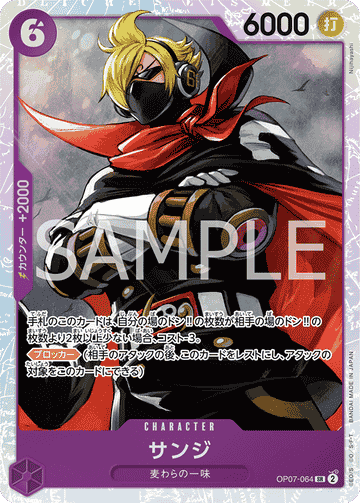 6
6000
打
Nijihayashi
カウンター +2000
SAMPLE
手札のこのカードは、自分の場のドン!!の枚数が相手の場のドン!!の
枚数より2枚以上少ない場合、コスト-3。
ブロッカー (相手のアタックの後、このカードをレストにし、アタックの
対象をこのカードにできる)
CHARACTER
サンジ
麦わらの一味
OP07-064 SR 2